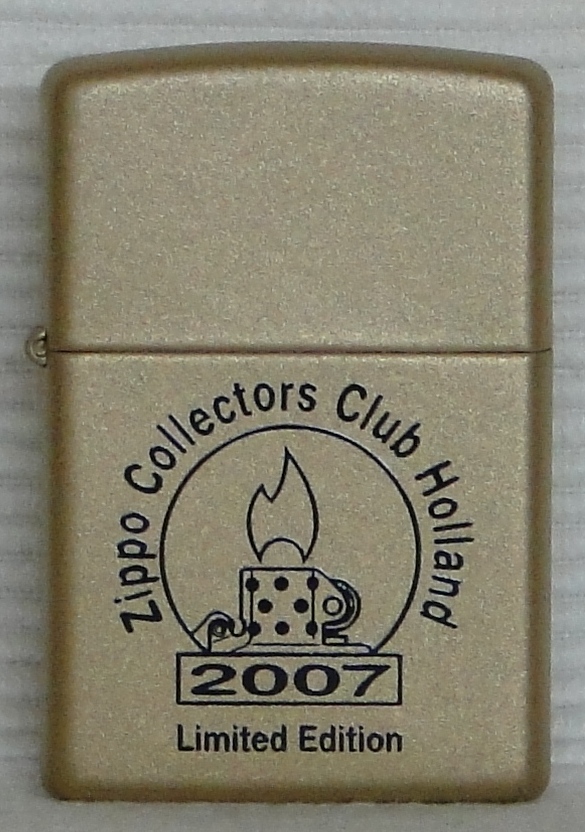 Zippo Collectors Club Holland
2007
Limited Edition